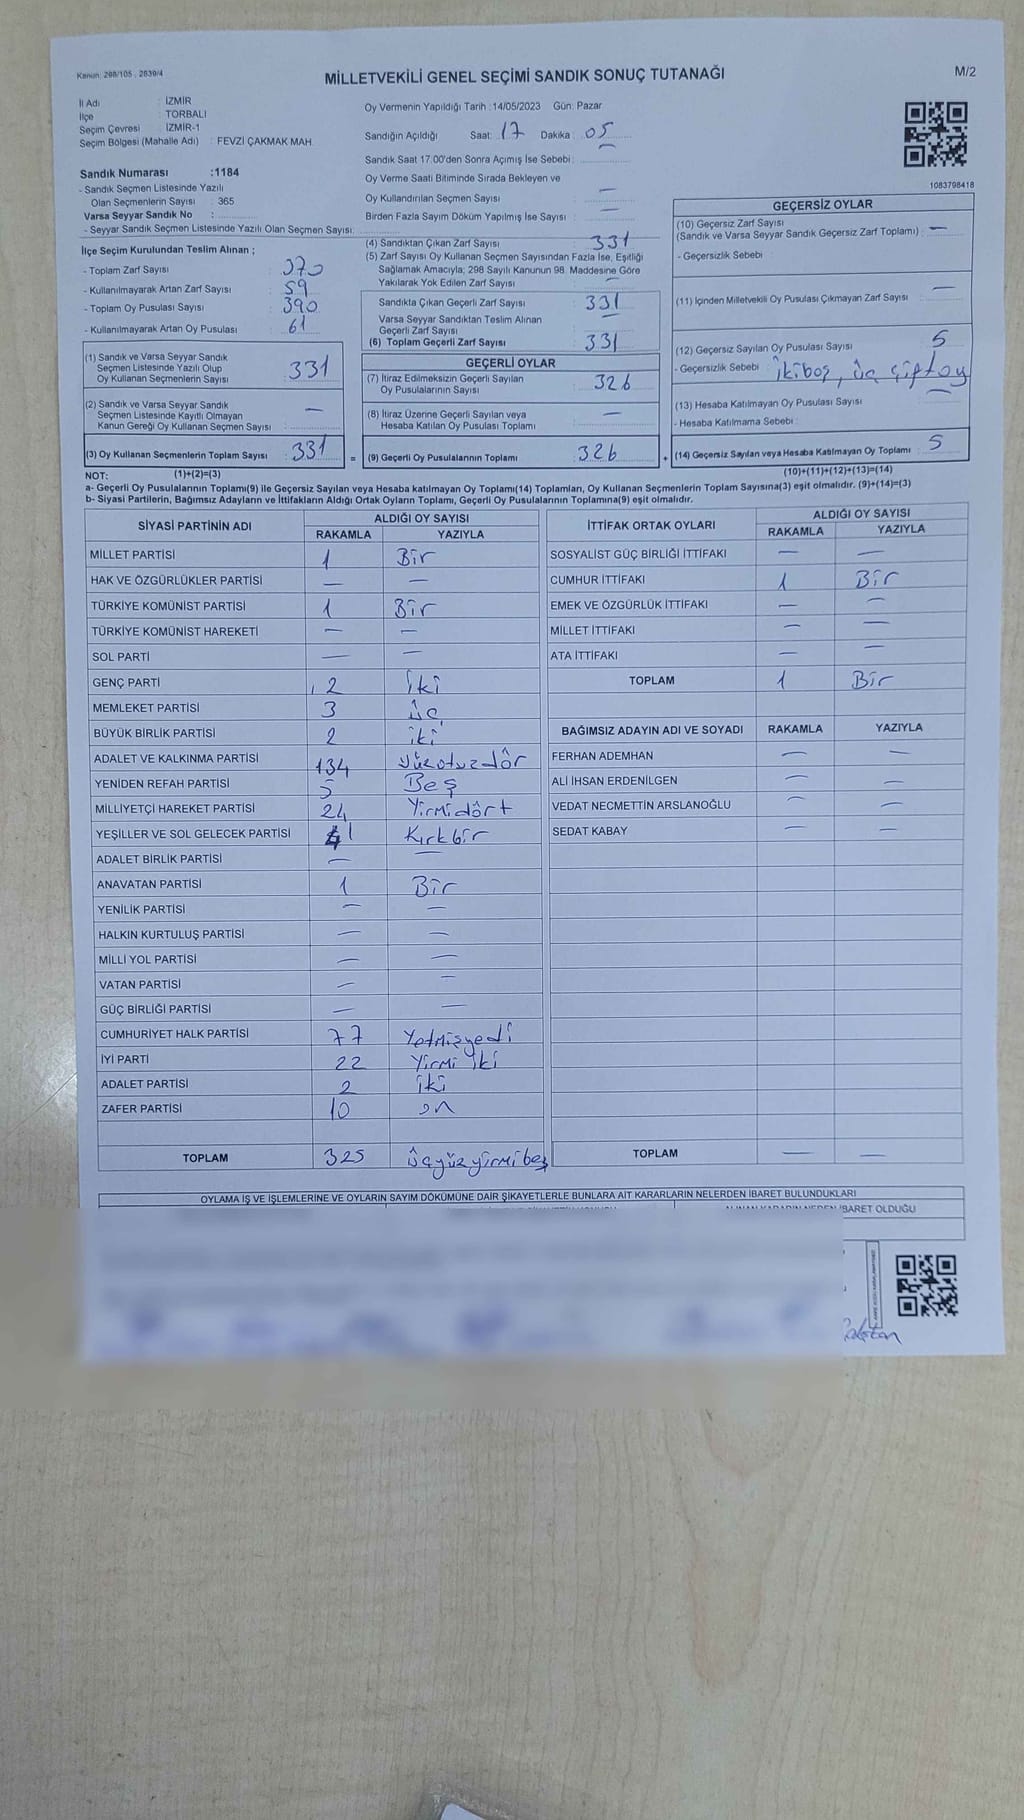 Kanun: 298/105 , 2839/4
MİLLETVEKİLİ GENEL SEÇİMİ SANDIK SONUÇ TUTANAĞI
M/2
İl Adı : İZMİR
İlçe TORBALI
Seçim Çevresi : İZMİR-1
Seçim Bölgesi (Mahalle Adı) : FEVZİ ÇAKMAK MAH.
Sandık Numarası :1184
- Sandık Seçmen Listesinde Yazılı
Olan Seçmenlerin Sayısı : 365
Varsa Seyyar Sandık No :
- Seyyar Sandık Seçmen Listesinde Yazılı Olan Seçmen Sayısı:
Oy Vermenin Yapıldığı Tarih :14/05/2023 Gün: Pazar
Sandığın Açıldığı Saat: 17 Dakika : 05
Sandık Saat 17.00'den Sonra Açımış İse Sebebi :
Oy Verme Saati Bitiminde Sırada Bekleyen ve
Oy Kullandırılan Seçmen Sayısı : —
Birden Fazla Sayım Döküm Yapılmış İse Sayısı : —
1083798418
İlçe Seçim Kurulundan Teslim Alınan ;
- Toplam Zarf Sayısı : 370
- Kullanılmayarak Artan Zarf Sayısı : 59
- Toplam Oy Pusulası Sayısı : 390
- Kullanılmayarak Artan Oy Pusulası : 61
(4) Sandıktan Çıkan Zarf Sayısı : 331
(5) Zarf Sayısı Oy Kullanan Seçmen Sayısından Fazla İse, Eşitliği
Sağlamak Amacıyla; 298 Sayılı Kanunun 98. Maddesine Göre
Yakılarak Yok Edilen Zarf Sayısı : —
Sandıkta Çıkan Geçerli Zarf Sayısı : 331
Varsa Seyyar Sandıktan Teslim Alınan
Geçerli Zarf Sayısı : —
(6) Toplam Geçerli Zarf Sayısı : 331
GEÇERSİZ OYLAR
(10) Geçersiz Zarf Sayısı
(Sandık ve Varsa Seyyar Sandık Geçersiz Zarf Toplamı) : —
- Geçersizlik Sebebi :
(11) İçinden Milletvekili Oy Pusulası Çıkmayan Zarf Sayısı : —
(12) Geçersiz Sayılan Oy Pusulası Sayısı : 5
- Geçersizlik Sebebi : İkiboş, üç çiftoy
(13) Hesaba Katılmayan Oy Pusulası Sayısı : —
- Hesaba Katılmama Sebebi :
(14) Geçersiz Sayılan veya Hesaba Katılmayan Oy Toplamı : 5
(10)+(11)+(12)+(13)=(14)
(1) Sandık ve Varsa Seyyar Sandık
Seçmen Listesinde Yazılı Olup
Oy Kullanan Seçmenlerin Sayısı : 331
(2) Sandık ve Varsa Seyyar Sandık
Seçmen Listesinde Kayıtlı Olmayan
Kanun Gereği Oy Kullanan Seçmen Sayısı : —
(3) Oy Kullanan Seçmenlerin Toplam Sayısı : 331 =
GEÇERLİ OYLAR
(7) İtiraz Edilmeksizin Geçerli Sayılan
Oy Pusulalarının Sayısı : 326
(8) İtiraz Üzerine Geçerli Sayılan veya
Hesaba Katılan Oy Pusulası Toplamı : —
(9) Geçerli Oy Pusulalarının Toplamı : 326 +
NOT: (1)+(2)=(3)
a- Geçerli Oy Pusulalarının Toplamı(9) ile Geçersiz Sayılan veya Hesaba katılmayan Oy Toplamı(14) Toplamları, Oy Kullanan Seçmenlerin Toplam Sayısına(3) eşit olmalıdır. (9)+(14)=(3)
b- Siyasi Partilerin, Bağımsız Adayların ve İttifakların Aldığı Ortak Oyların Toplamı, Geçerli Oy Pusulalarının Toplamına(9) eşit olmalıdır.
SİYASİ PARTİNİN ADI ALDIĞI OY SAYISI
RAKAMLA YAZIYLA
MİLLET PARTİSİ 1 Bir
HAK VE ÖZGÜRLÜKLER PARTİSİ — —
TÜRKİYE KOMÜNİST PARTİSİ 1 Bir
TÜRKİYE KOMÜNİST HAREKETİ — —
SOL PARTİ — —
GENÇ PARTİ 2 İki
MEMLEKET PARTİSİ 3 üç
BÜYÜK BİRLİK PARTİSİ 2 iki
ADALET VE KALKINMA PARTİSİ 134 Yüzotuzdör
YENİDEN REFAH PARTİSİ 5 Beş
MİLLİYETÇİ HAREKET PARTİSİ 24 Yirmidört
YEŞİLLER VE SOL GELECEK PARTİSİ 41 Kırkbir
ADALET BİRLİK PARTİSİ — —
ANAVATAN PARTİSİ 1 Bir
YENİLİK PARTİSİ — —
HALKIN KURTULUŞ PARTİSİ — —
MİLLİ YOL PARTİSİ — —
VATAN PARTİSİ — —
GÜÇ BİRLİĞİ PARTİSİ — —
CUMHURİYET HALK PARTİSİ 77 Yetmişyedi
İYİ PARTİ 22 Yirmi iki
ADALET PARTİSİ 2 iki
ZAFER PARTİSİ 10 on
TOPLAM 325 üçyüzyirmibeş
İTTİFAK ORTAK OYLARI ALDIĞI OY SAYISI
RAKAMLA YAZIYLA
SOSYALİST GÜÇ BİRLİĞİ İTTİFAKI — —
CUMHUR İTTİFAKI 1 Bir
EMEK VE ÖZGÜRLÜK İTTİFAKI — —
MİLLET İTTİFAKI — —
ATA İTTİFAKI — —
TOPLAM 1 Bir
BAĞIMSIZ ADAYIN ADI VE SOYADI RAKAMLA YAZIYLA
FERHAN ADEMHAN — —
ALİ İHSAN ERDENİLGEN — —
VEDAT NECMETTİN ARSLANOĞLU — —
SEDAT KABAY — —
TOPLAM — —
OYLAMA İŞ VE İŞLEMLERİNE VE OYLARIN SAYIM DÖKÜMÜNE DAİR ŞİKAYETLERLE BUNLARA AİT KARARLARIN NELERDEN İBARET BULUNDUKLARI
İBARET OLDUĞU